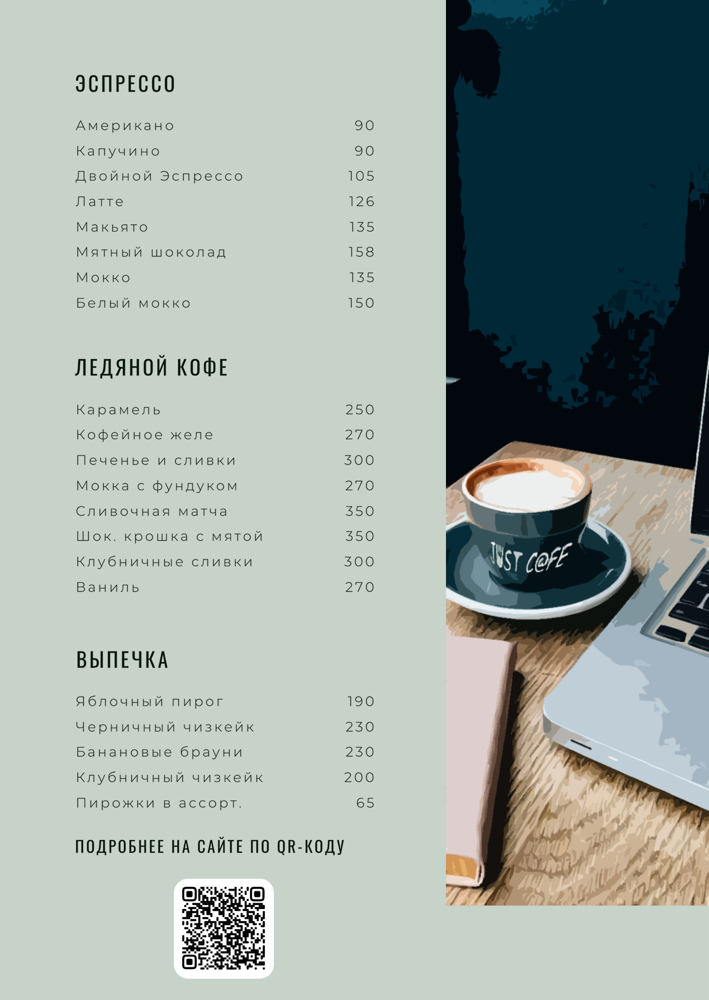 ЭСПРЕССО
Американо 90
Капучино 90
Двойной Эспрессо 105
Латте 126
Макьято 135
Мятный шоколад 158
Мокко 135
Белый мокко 150
ЛЕДЯНОЙ КОФЕ
Карамель 250
Кофейное желе 270
Печенье и сливки 300
Мокка с фундуком 270
Сливочная матча 350
Шок. крошка с мятой 350
Клубничные сливки 300
Ваниль 270
ВЫПЕЧКА
Яблочный пирог 190
Черничный чизкейк 230
Банановые брауни 230
Клубничный чизкейк 200
Пирожки в ассорт. 65
ПОДРОБНЕЕ НА САЙТЕ ПО QR-КОДУ
JUST C@FE